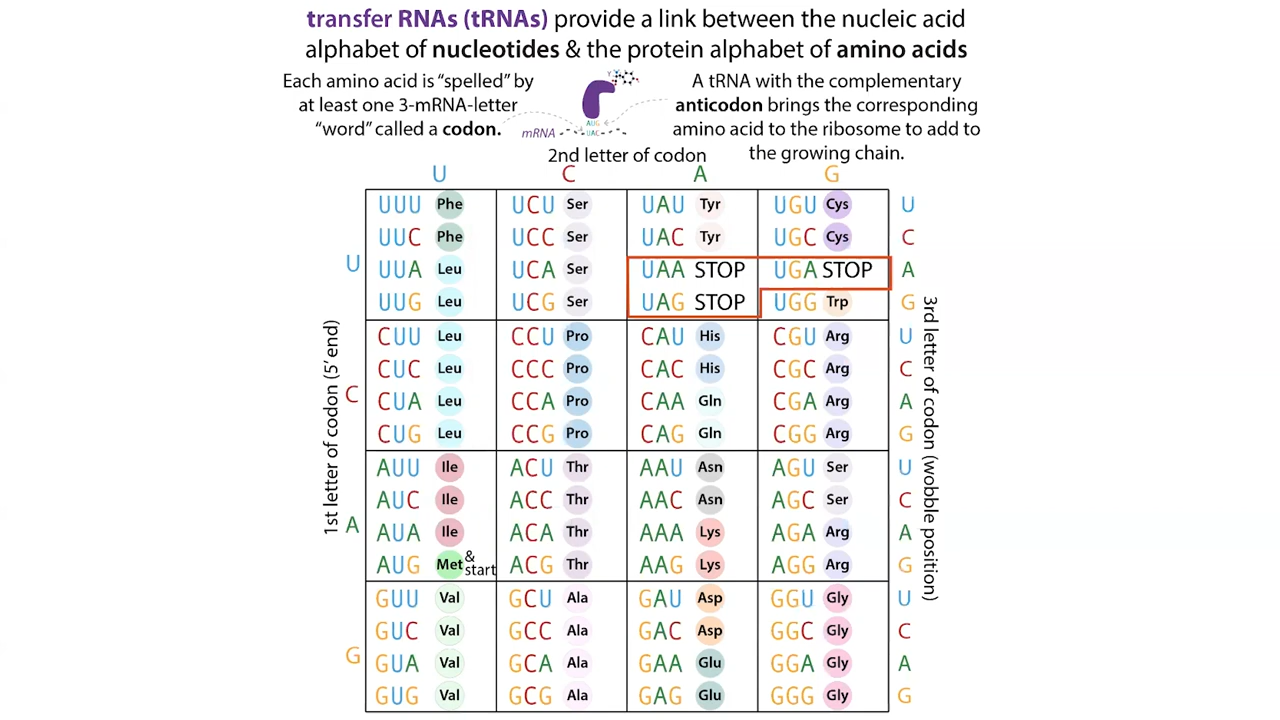 transfer RNAs (tRNAs) provide a link between the nucleic acid
alphabet of nucleotides & the protein alphabet of amino acids
Each amino acid is “spelled” by
at least one 3-mRNA-letter
“word” called a codon.
A tRNA with the complementary
anticodon brings the corresponding
amino acid to the ribosome to add to
the growing chain.
AUG
mRNA
UAC
2nd letter of codon
U C A G
1st letter of codon (5’ end)
3rd letter of codon (wobble position)
U
UUU Phe UCU Ser UAU Tyr UGU Cys U
UUC Phe UCC Ser UAC Tyr UGC Cys C
UUA Leu UCA Ser UAA STOP UGA STOP A
UUG Leu UCG Ser UAG STOP UGG Trp G
C
CUU Leu CCU Pro CAU His CGU Arg U
CUC Leu CCC Pro CAC His CGC Arg C
CUA Leu CCA Pro CAA Gln CGA Arg A
CUG Leu CCG Pro CAG Gln CGG Arg G
A
AUU Ile ACU Thr AAU Asn AGU Ser U
AUC Ile ACC Thr AAC Asn AGC Ser C
AUA Ile ACA Thr AAA Lys AGA Arg A
AUG Met & start ACG Thr AAG Lys AGG Arg G
G
GUU Val GCU Ala GAU Asp GGU Gly U
GUC Val GCC Ala GAC Asp GGC Gly C
GUA Val GCA Ala GAA Glu GGA Gly A
GUG Val GCG Ala GAG Glu GGG Gly G